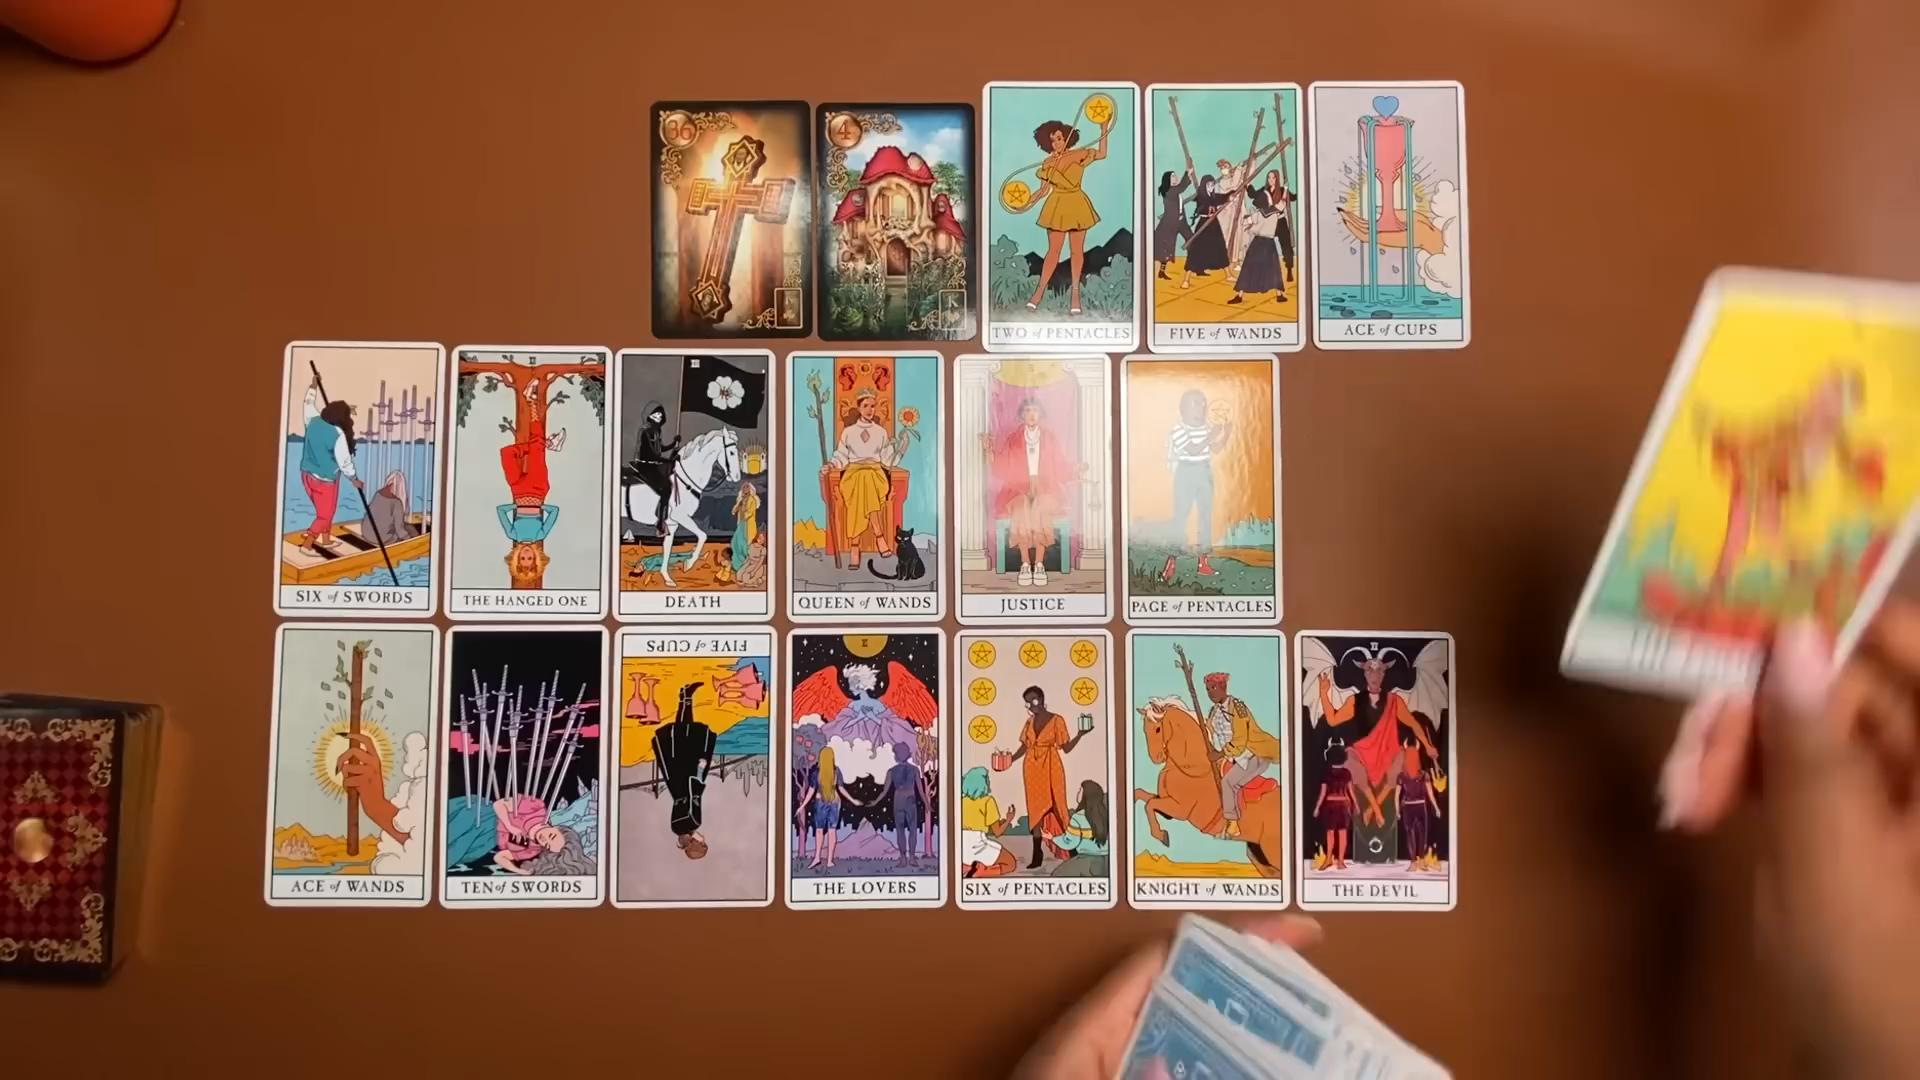 36
4
TWO of PENTACLES
FIVE of WANDS
ACE of CUPS
SIX of SWORDS
THE HANGED ONE
DEATH
QUEEN of WANDS
JUSTICE
PAGE of PENTACLES
ACE of WANDS
TEN of SWORDS
FIVE of CUPS
THE LOVERS
SIX of PENTACLES
KNIGHT of WANDS
THE DEVIL